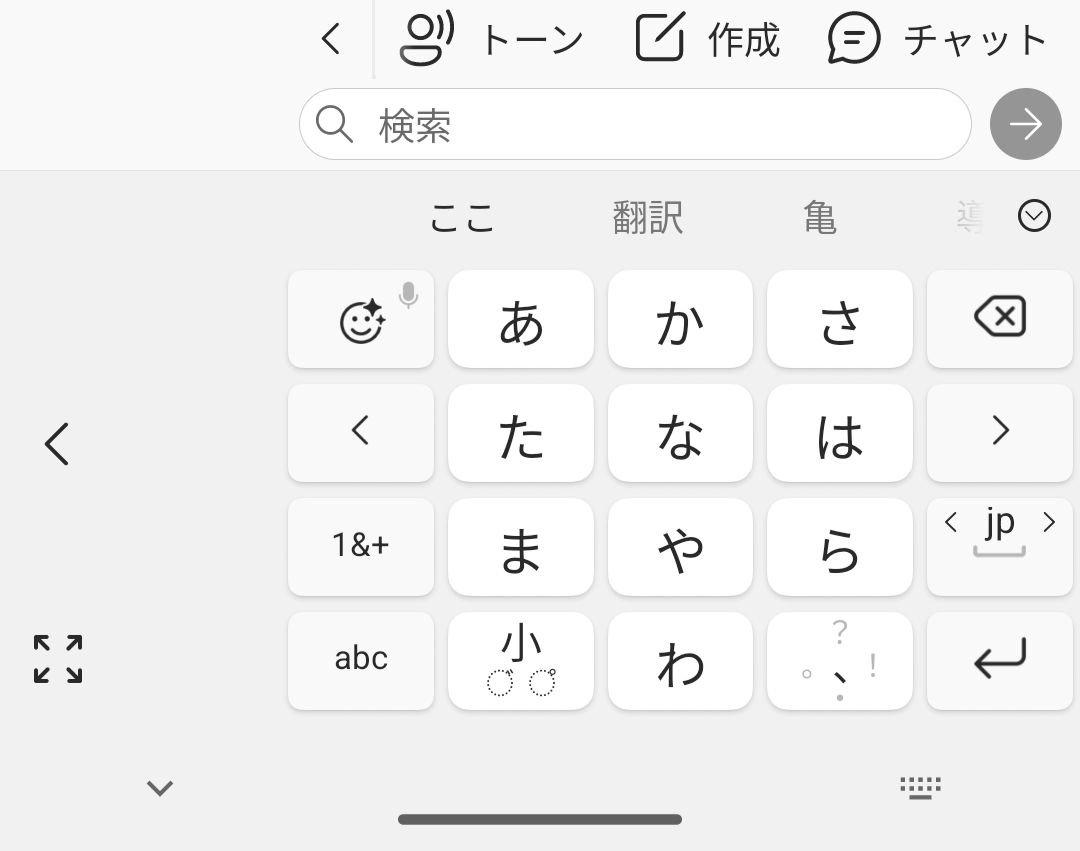 トーン 作成 チャット
検索
ここ 翻訳 亀 導
あ か さ
た な は
1&+ ま や ら jp
abc 小 わ 、 。 ? !